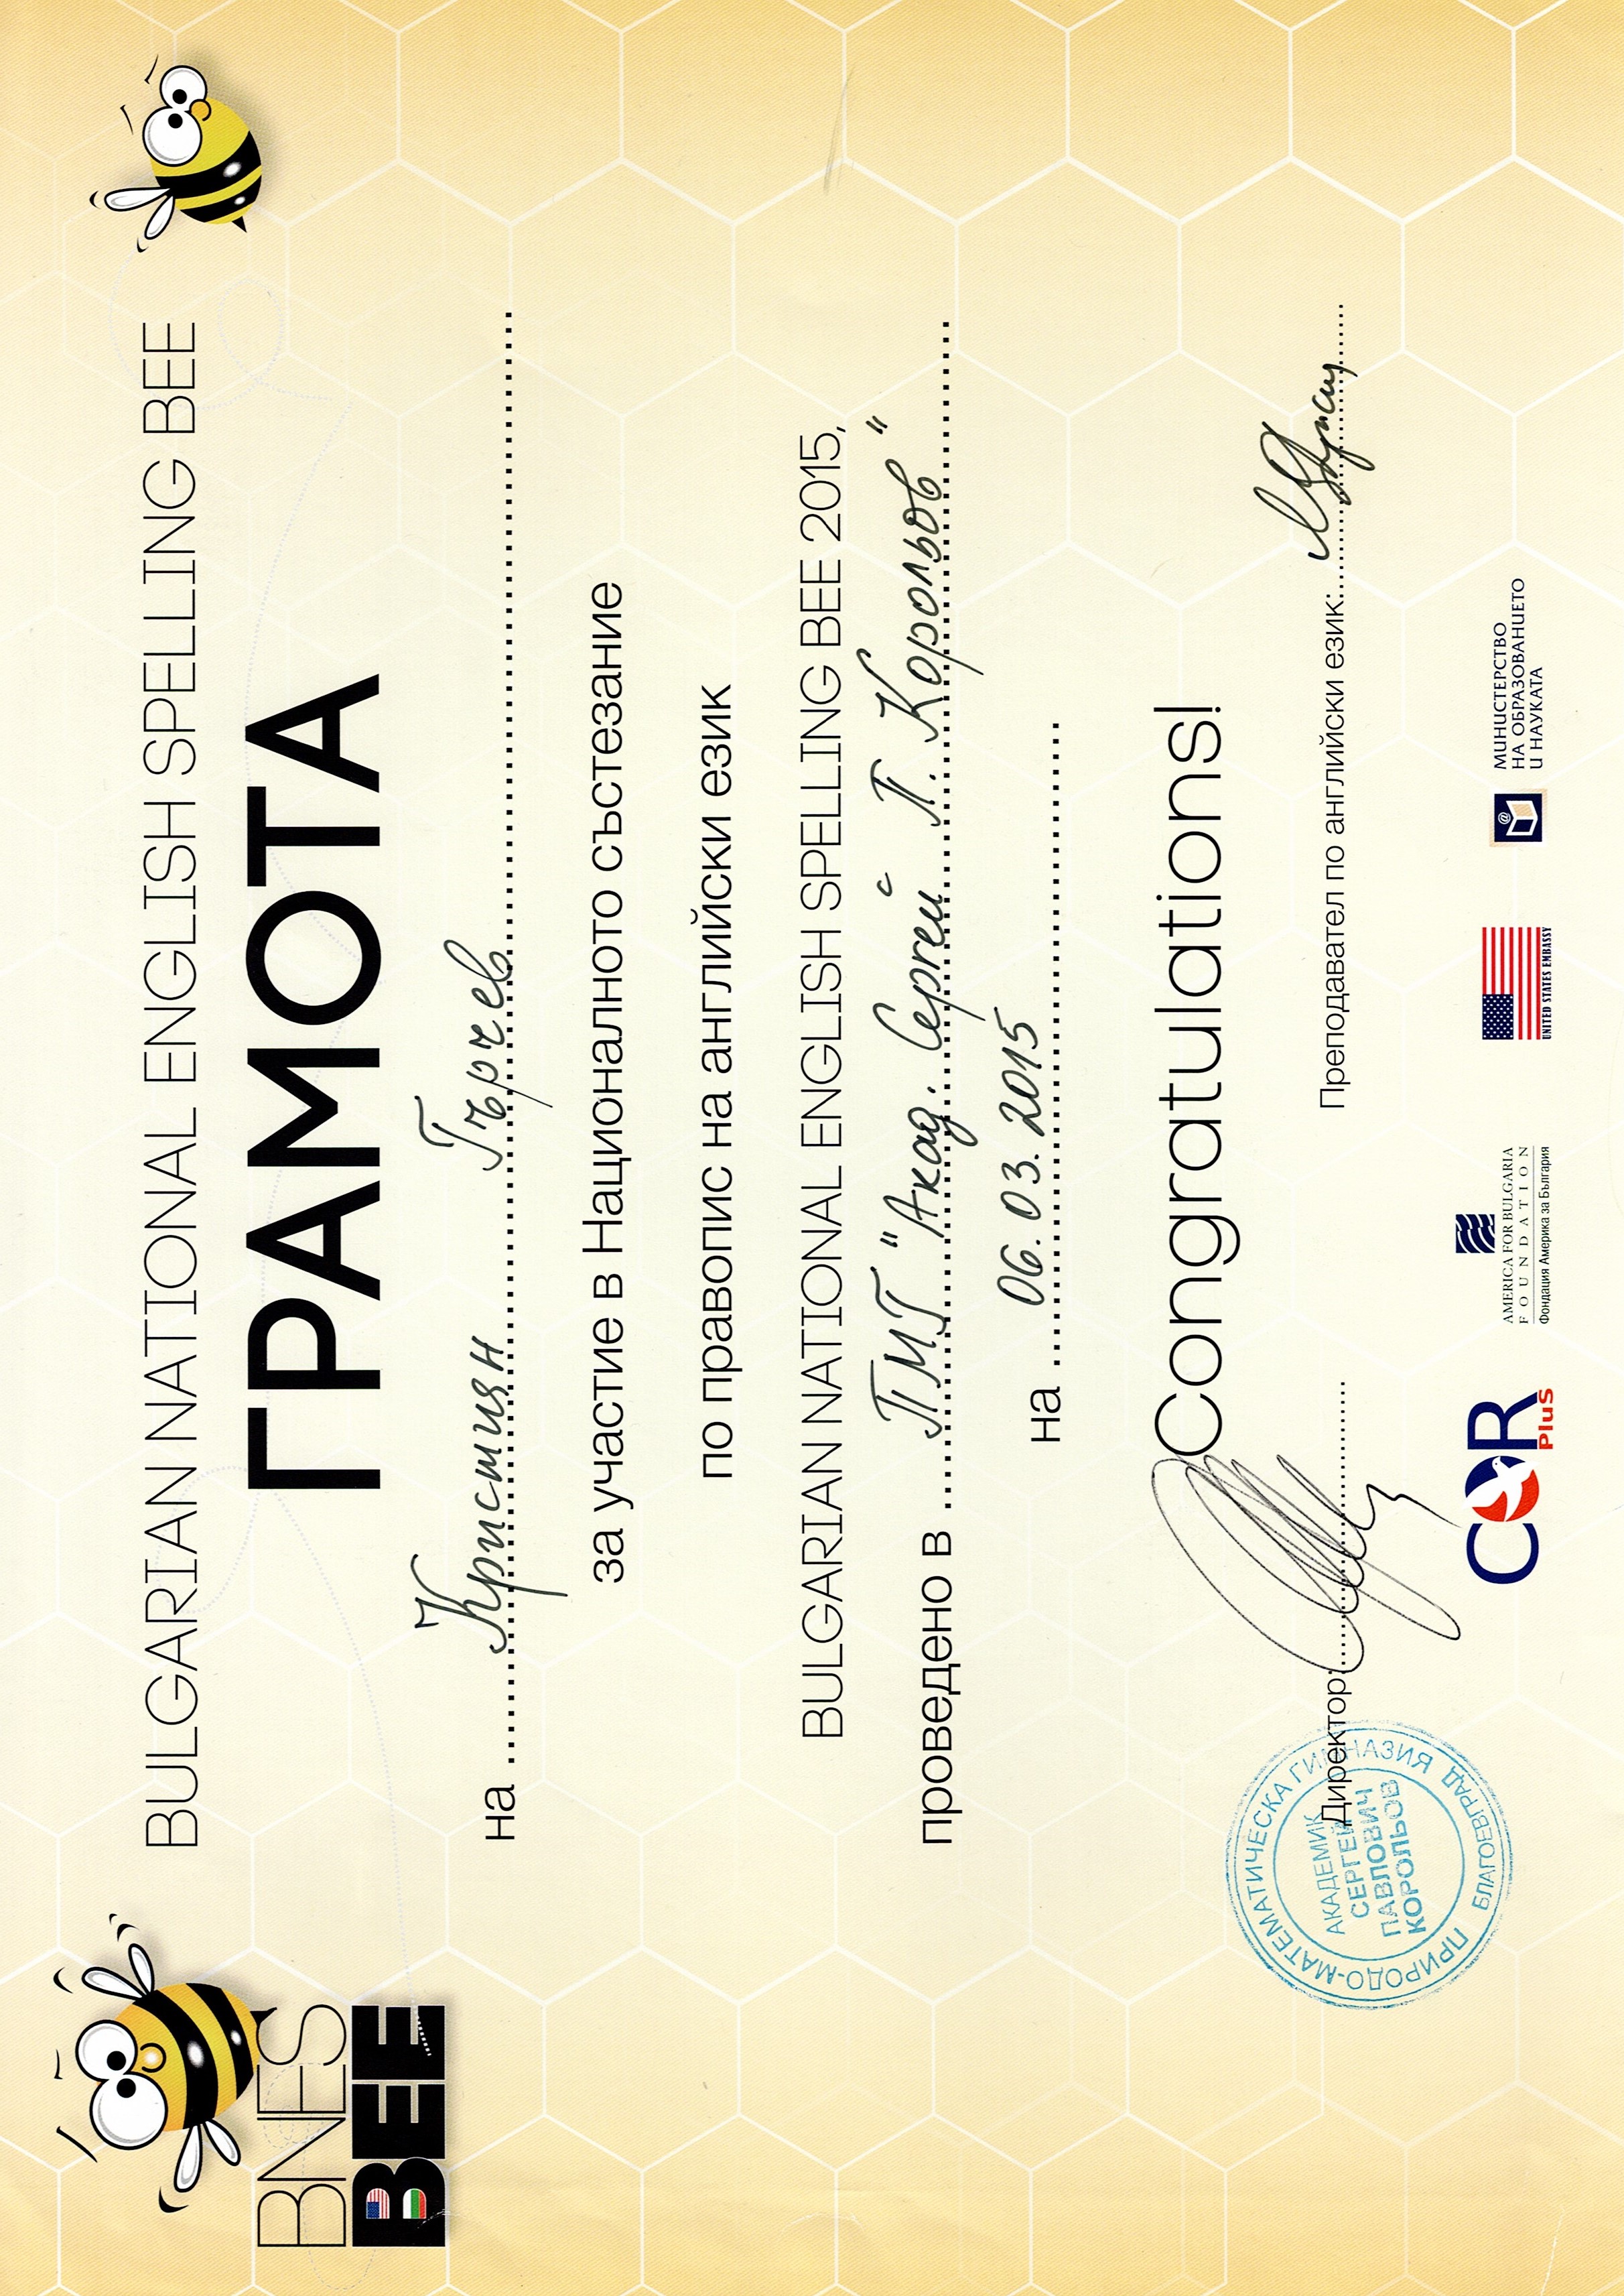 BULGARIAN NATIONAL ENGLISH SPELLING BEE
ГРАМОТА
BNES
BEE
на Кристиян Гърчев
за участие в Националното състезание
по правопис на английски език
BULGARIAN NATIONAL ENGLISH SPELLING BEE 2015,
проведено в ПМГ "Акад. Сергей П. Корольов"
на 06.03.2015
Congratulations!
Директор:
Преподавател по английски език:
ПРИРОДО-МАТЕМАТИЧЕСКА ГИМНАЗИЯ
АКАДЕМИК
СЕРГЕЙ
ПАВЛОВИЧ
КОРОЛЬОВ
БЛАГОЕВГРАД
COR
PluS
AMERICA FOR BULGARIA
FOUNDATION
Фондация Америка за България
UNITED STATES EMBASSY
@
МИНИСТЕРСТВО
НА ОБРАЗОВАНИЕТО
И НАУКАТА